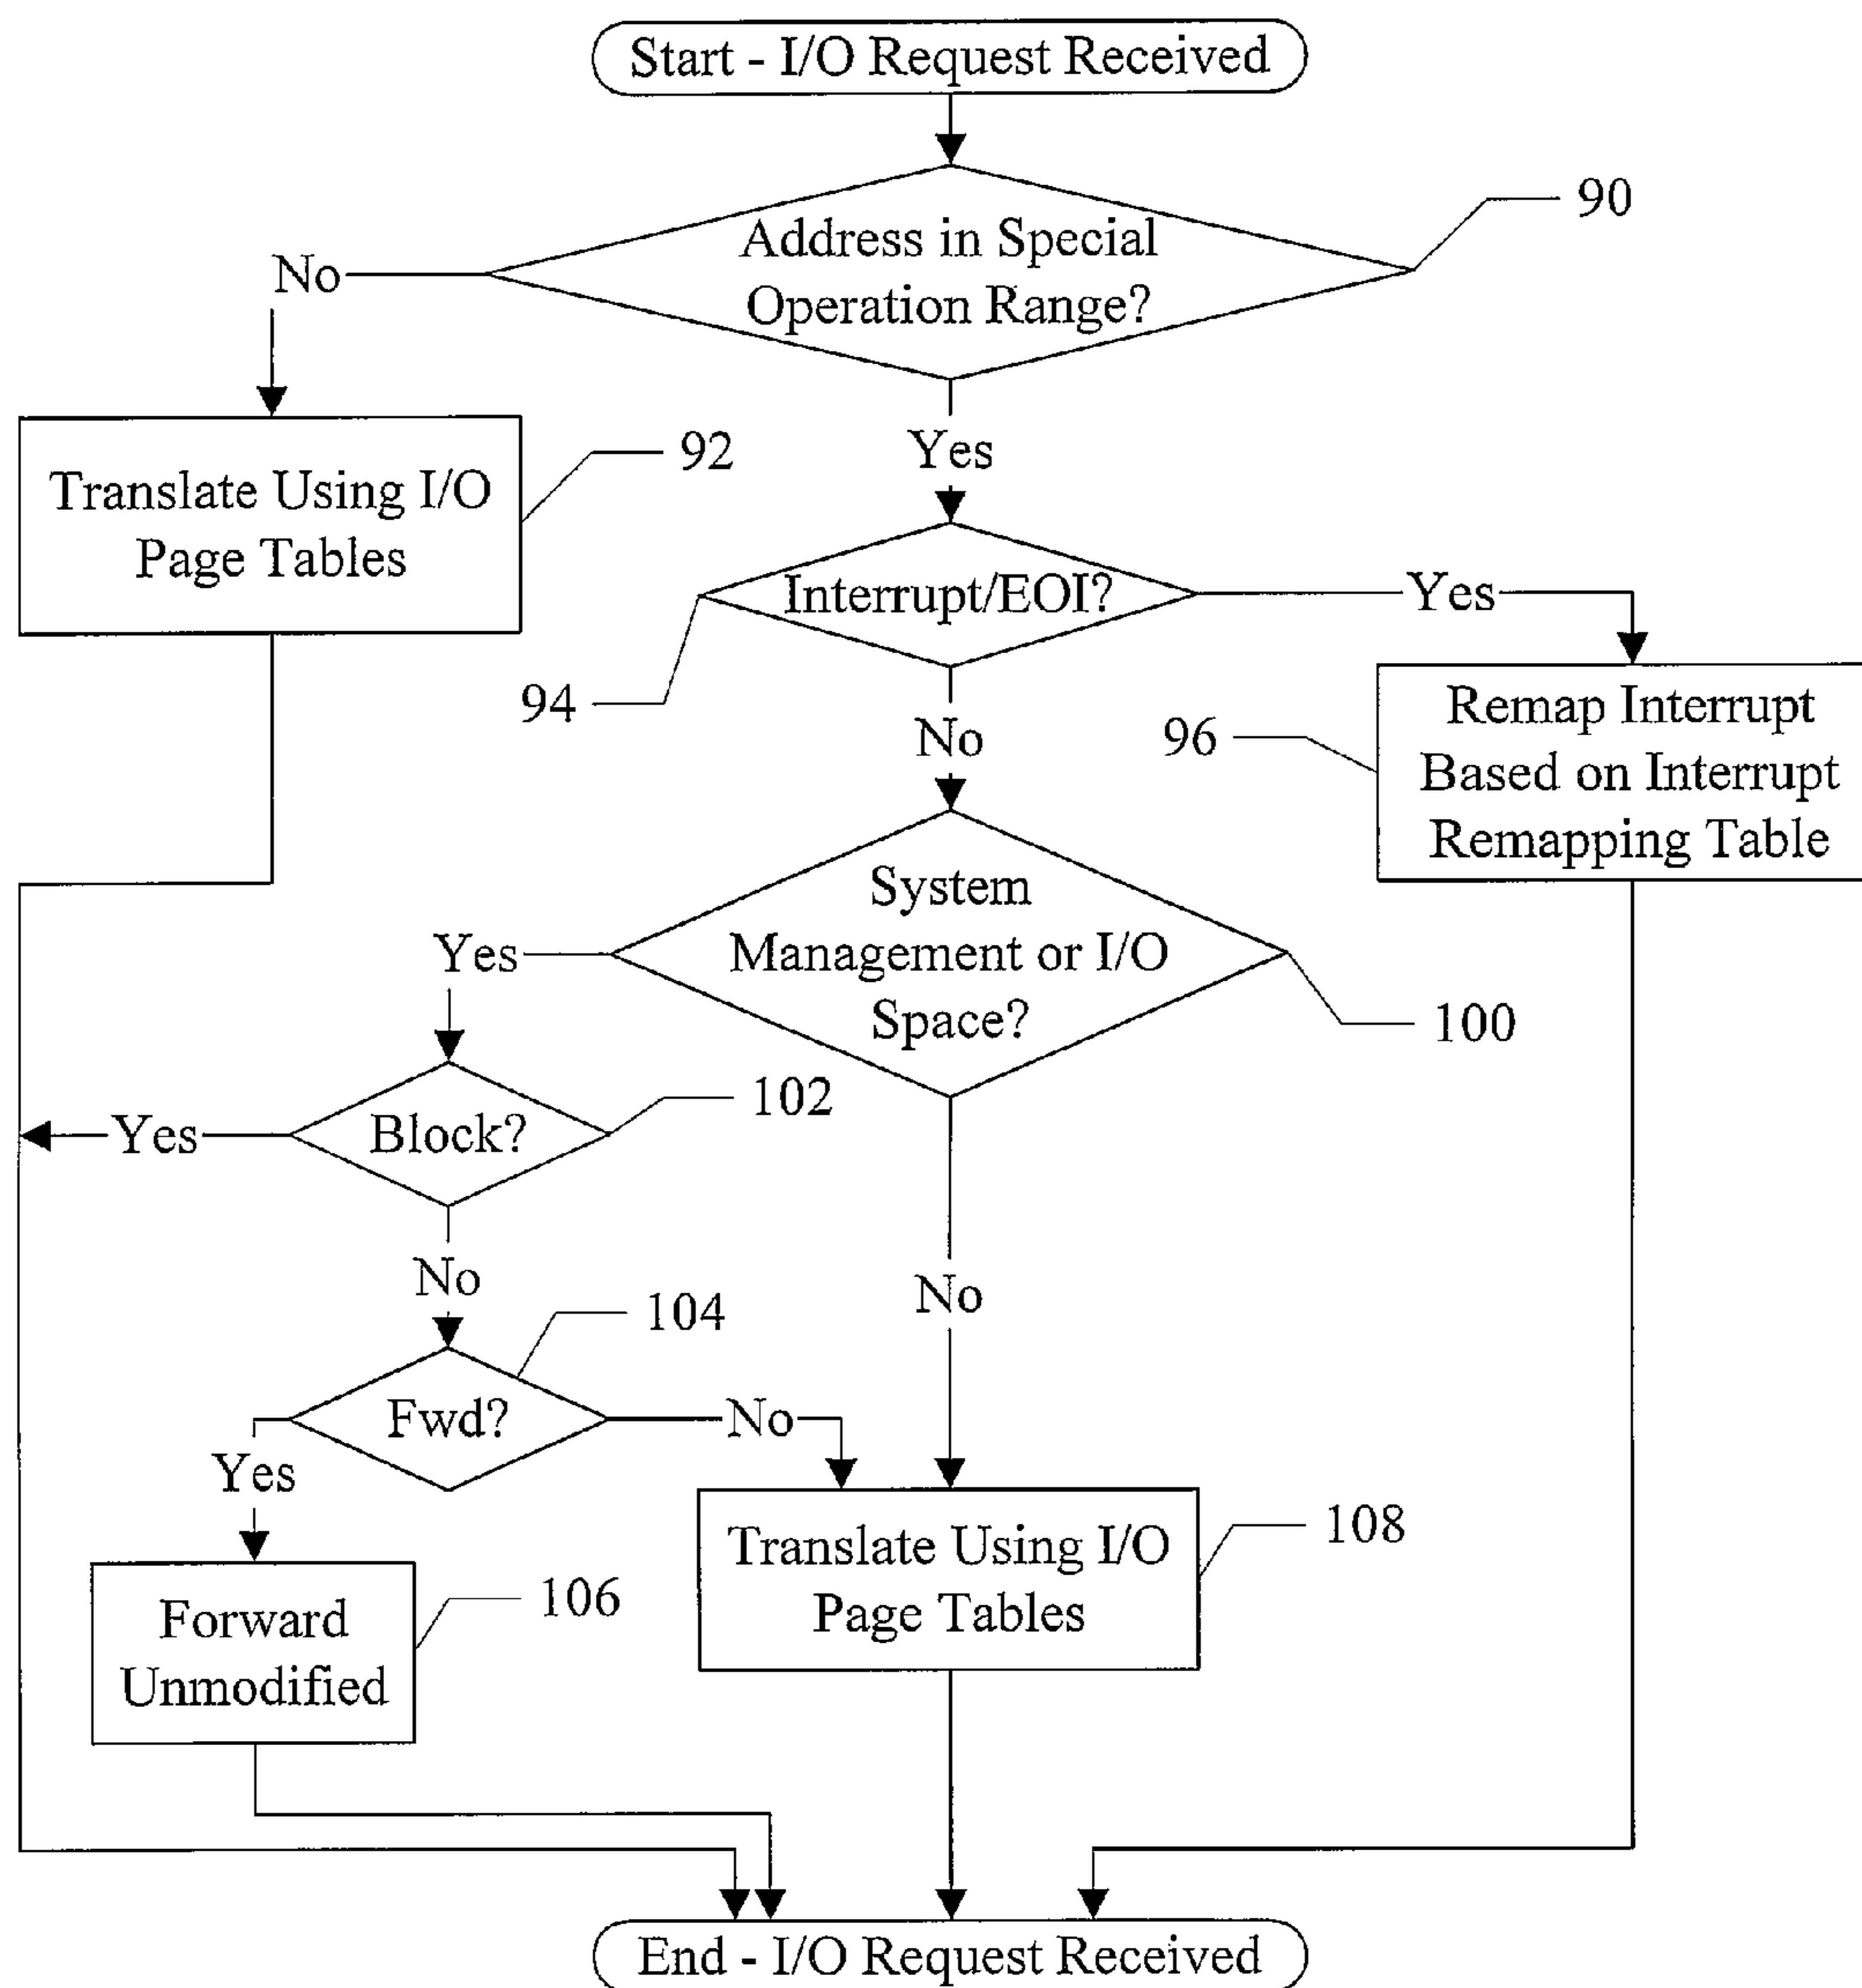 Start - I/O Request Received
90
Address in Special
Operation Range?
No
Yes
92
Translate Using I/O
Page Tables
Interrupt/EOI?
Yes
94
No
96
Remap Interrupt
Based on Interrupt
Remapping Table
System
Management or I/O
Space?
Yes
100
102
Block?
Yes
No
No
104
Fwd?
No
Yes
108
Translate Using I/O
Page Tables
106
Forward
Unmodified
End - I/O Request Received